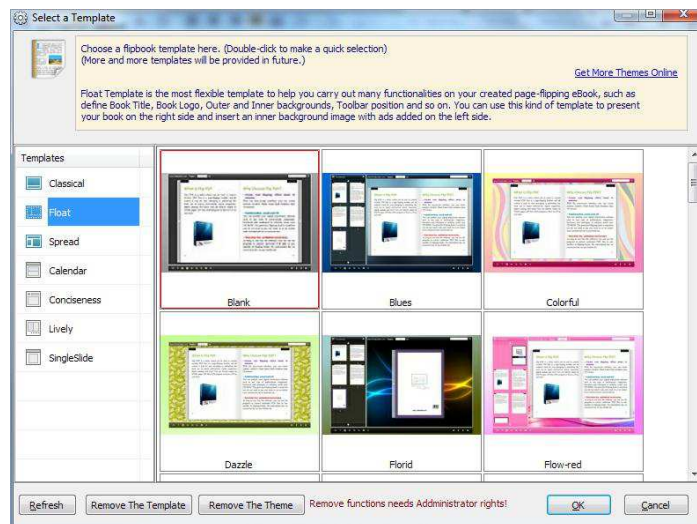 Select a Template
Choose a flipbook template here. (Double-click to make a quick selection)
(More and more templates will be provided in future.)
Get More Themes Online
Float Template is the most flexible template to help you carry out many functionalities on your created page-flipping eBook, such as
define Book Title, Book Logo, Outer and Inner backgrounds, Toolbar position and so on. You can use this kind of template to present
your book on the right side and insert an inner background image with ads added on the left side.
Templates
Classical
Float
Spread
Calendar
Conciseness
Lively
SingleSlide
Blank
Blues
Colorful
Dazzle
Florid
Flow-red
Refresh
Remove The Template
Remove The Theme
Remove functions needs Addministrator rights!
OK
Cancel